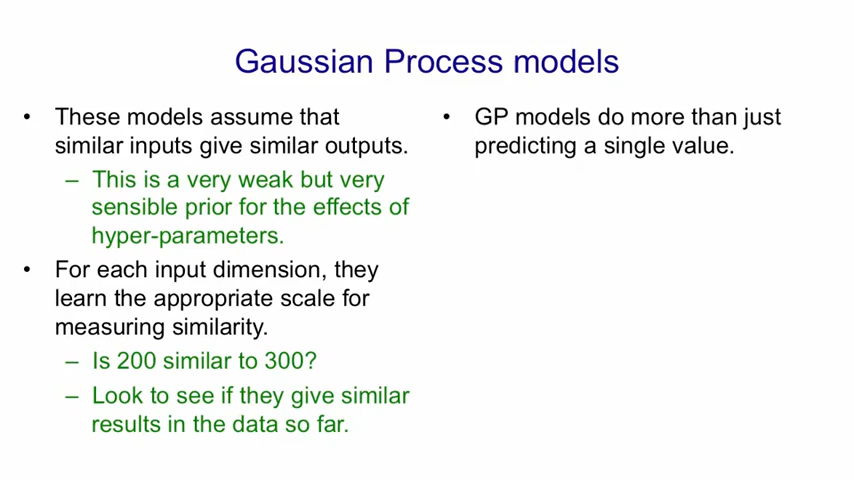 Gaussian Process models
• These models assume that
similar inputs give similar outputs.
– This is a very weak but very
sensible prior for the effects of
hyper-parameters.
• For each input dimension, they
learn the appropriate scale for
measuring similarity.
– Is 200 similar to 300?
– Look to see if they give similar
results in the data so far.
• GP models do more than just
predicting a single value.